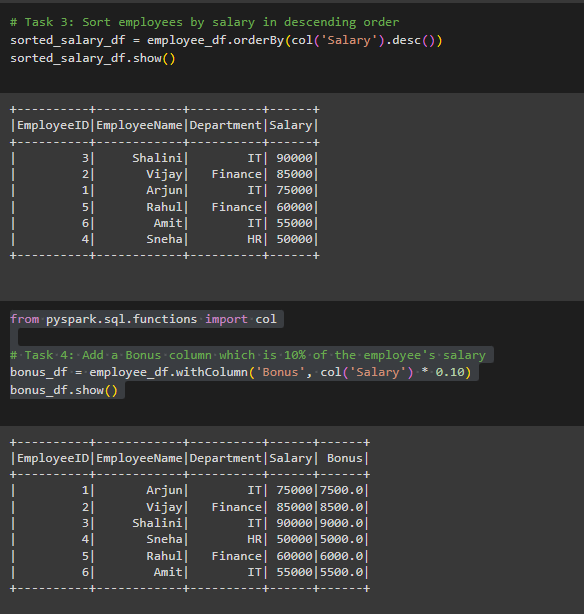 # Task 3: Sort employees by salary in descending order
sorted_salary_df = employee_df.orderBy(col('Salary').desc())
sorted_salary_df.show()
+----------+------------+----------+------+
|EmployeeID|EmployeeName|Department|Salary|
+----------+------------+----------+------+
|         3|     Shalini|        IT| 90000|
|         2|       Vijay|   Finance| 85000|
|         1|       Arjun|        IT| 75000|
|         5|       Rahul|   Finance| 60000|
|         6|        Amit|        IT| 55000|
|         4|       Sneha|        HR| 50000|
+----------+------------+----------+------+
from pyspark.sql.functions import col
# Task 4: Add a Bonus column which is 10% of the employee's salary
bonus_df = employee_df.withColumn('Bonus', col('Salary') * 0.10)
bonus_df.show()
+----------+------------+----------+------+------+
|EmployeeID|EmployeeName|Department|Salary| Bonus|
+----------+------------+----------+------+------+
|         1|       Arjun|        IT| 75000|7500.0|
|         2|       Vijay|   Finance| 85000|8500.0|
|         3|     Shalini|        IT| 90000|9000.0|
|         4|       Sneha|        HR| 50000|5000.0|
|         5|       Rahul|   Finance| 60000|6000.0|
|         6|        Amit|        IT| 55000|5500.0|
+----------+------------+----------+------+------+